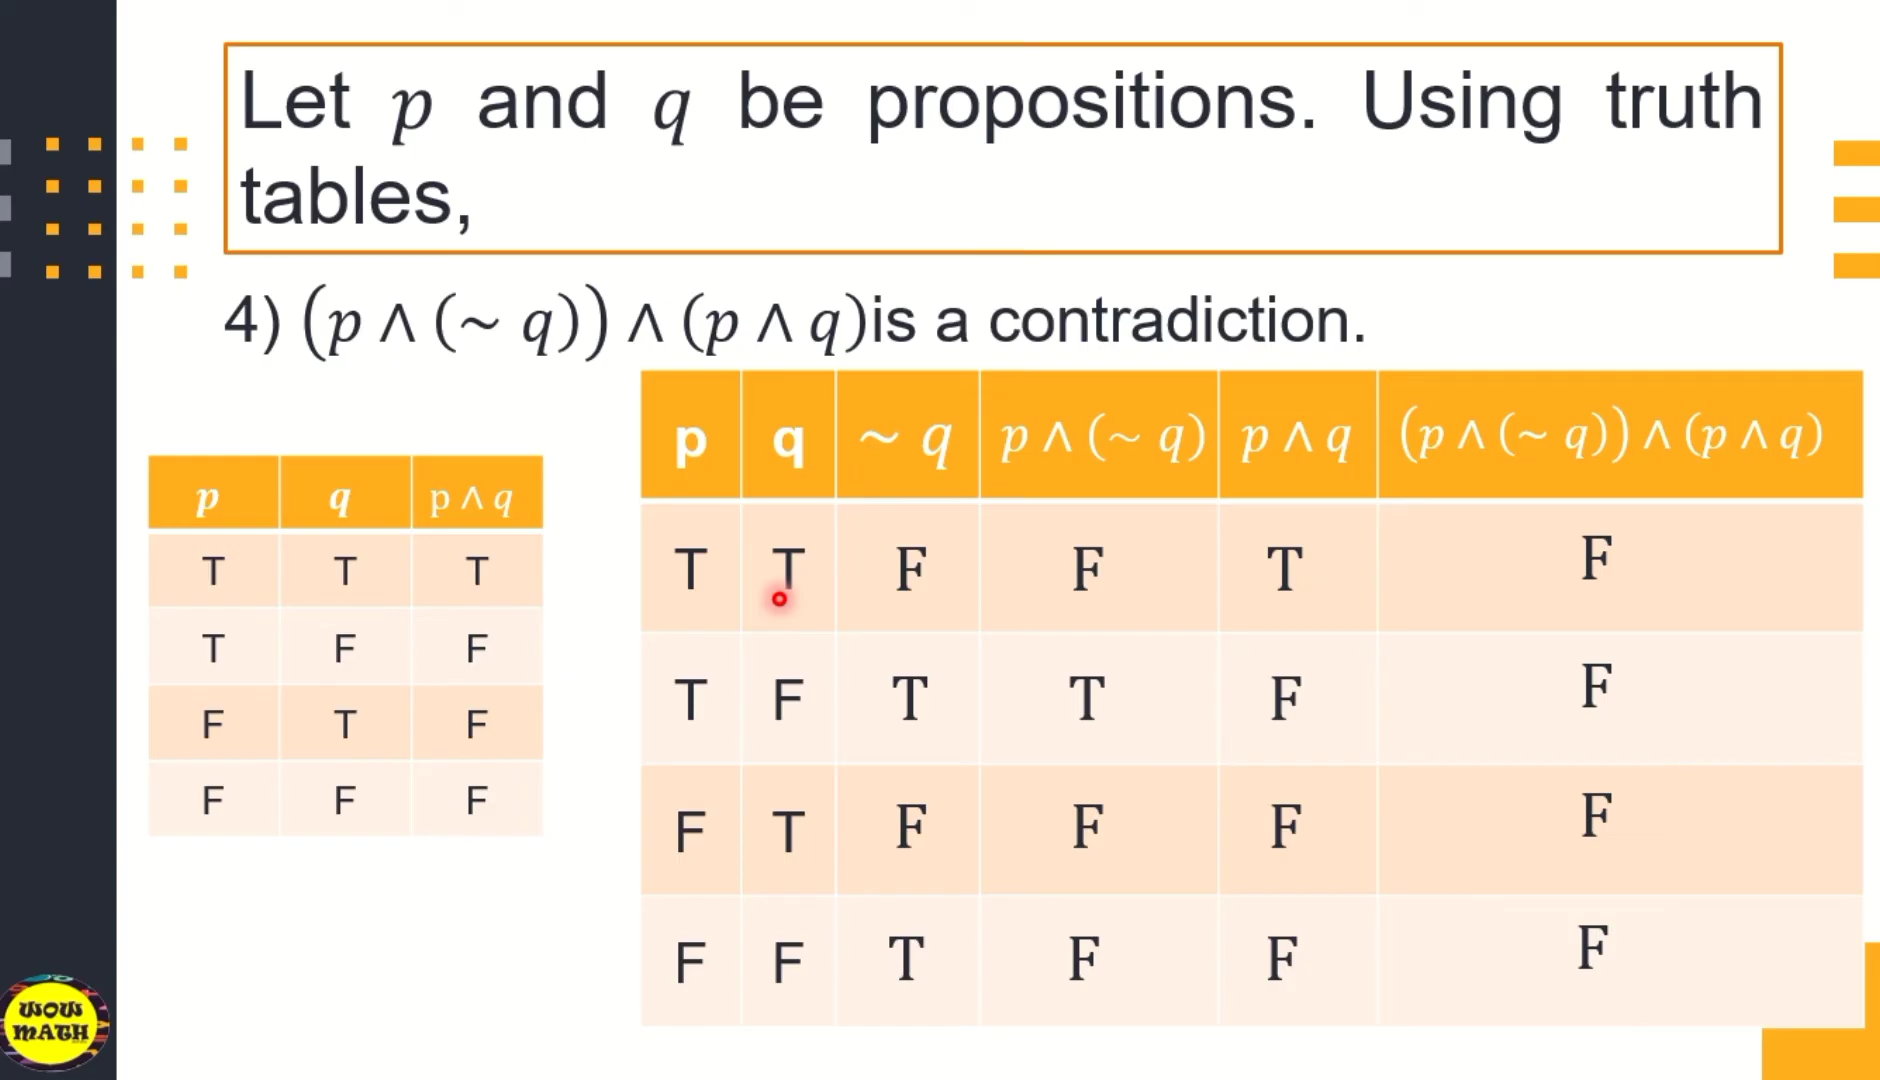 Let p and q be propositions. Using truth
tables,
4) (p ∧ (~ q)) ∧ (p ∧ q)is a contradiction.
p q p ∧ q
T T T
T F F
F T F
F F F
p q ~ q p ∧ (~ q) p ∧ q (p ∧ (~ q)) ∧ (p ∧ q)
T T F F T F
T F T T F F
F T F F F F
F F T F F F
WOW
MATH